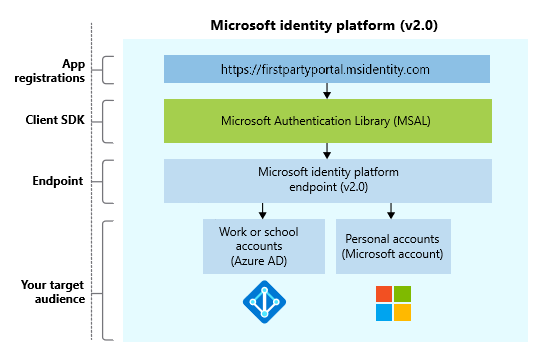 Microsoft identity platform (v2.0)
App
registrations
https://firstpartyportal.msidentity.com
Client SDK
Microsoft Authentication Library (MSAL)
Endpoint
Microsoft identity platform
endpoint (v2.0)
Your target
audience
Work or school
accounts
(Azure AD)
Personal accounts
(Microsoft account)